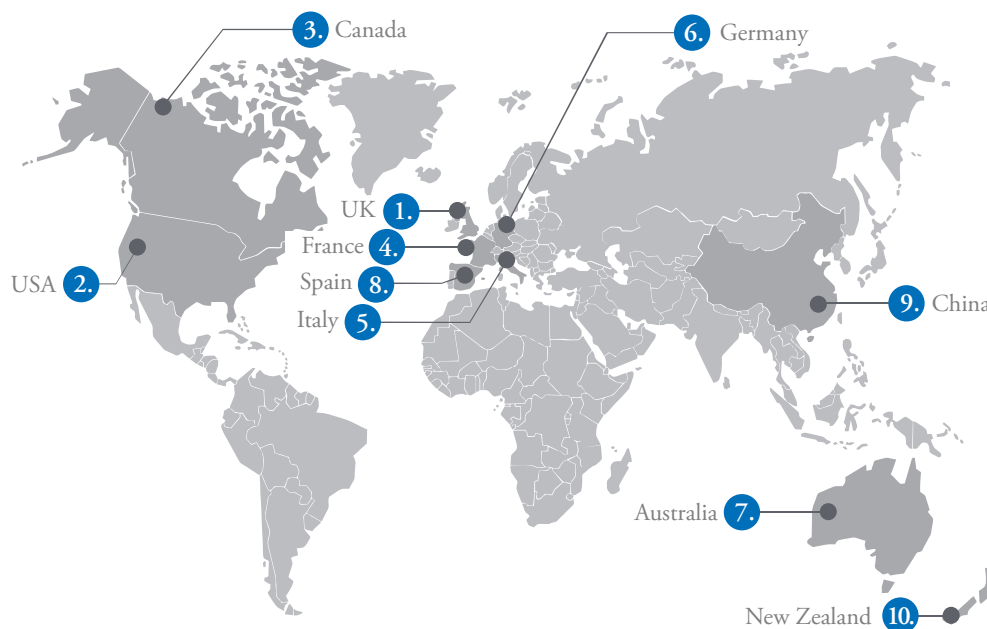 3. Canada
6. Germany
UK 1.
France 4.
USA 2.
Spain 8.
9. China
Italy 5.
Australia 7.
New Zealand 10.